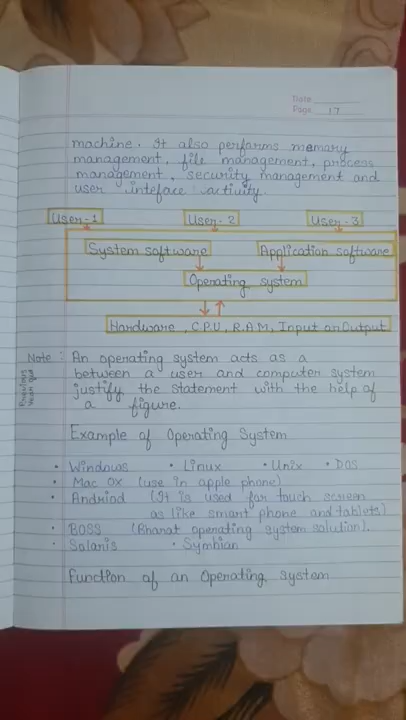 Date
Page 17
machine. It also performs memory
management, file management, process
management, security management and
user inteface activity.
User-1 User-2 User-3
System software Application software
Operating system
Hardware, C.P.U, R.A.M, Input or Output
Note : An operating system acts as a
between a user and computer system
justify the statement with the help of
a figure.
Example of Operating System
• Windows • Linux • Unix • DOS
• Mac OX (use in apple phone)
• Andriod (It is used for touch screen
as like smart phone and tablets)
• BOSS (Bharat operating system solution).
• Solaris • Symbian
Function of an Operating System